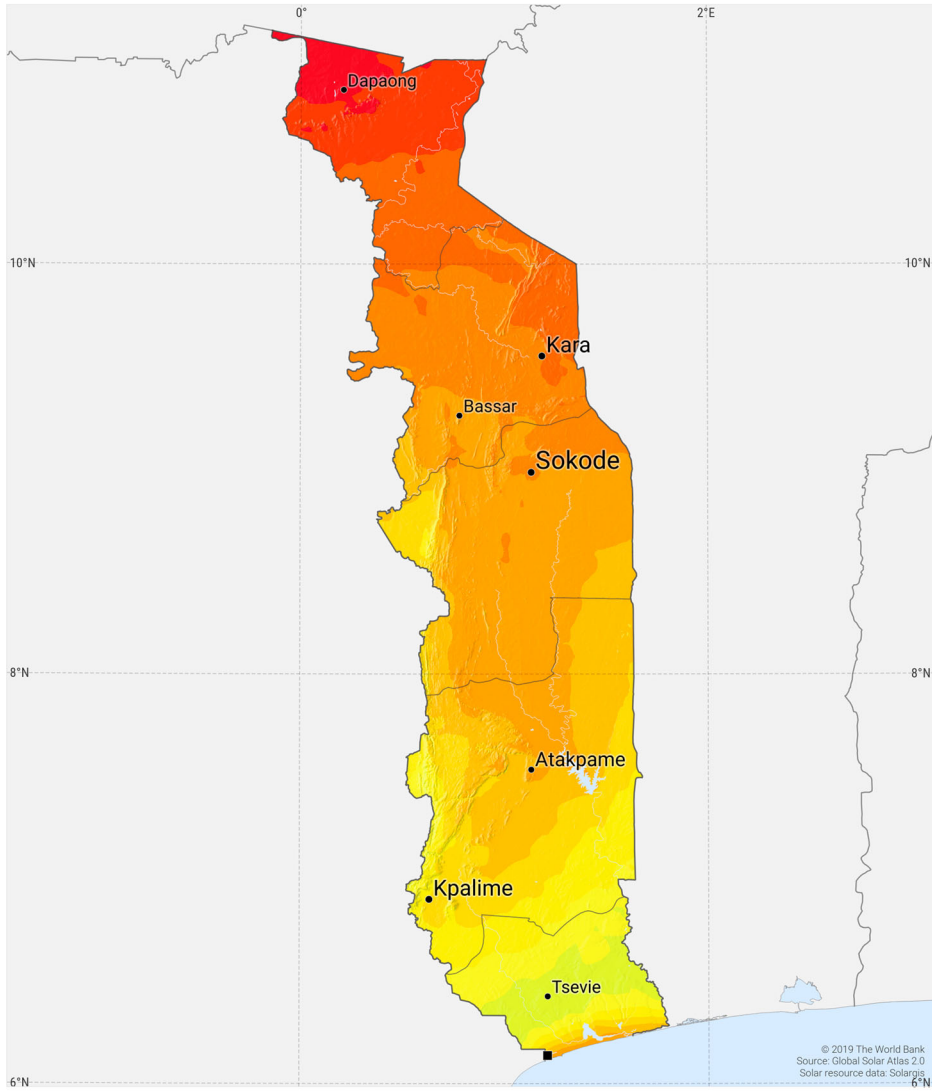 0°
2°E
Dapaong
10°N
10°N
Kara
Bassar
Sokode
8°N
8°N
Atakpame
Kpalime
Tsevie
© 2019 The World Bank
Source: Global Solar Atlas 2.0
Solar resource data: Solargis
6°N
6°N